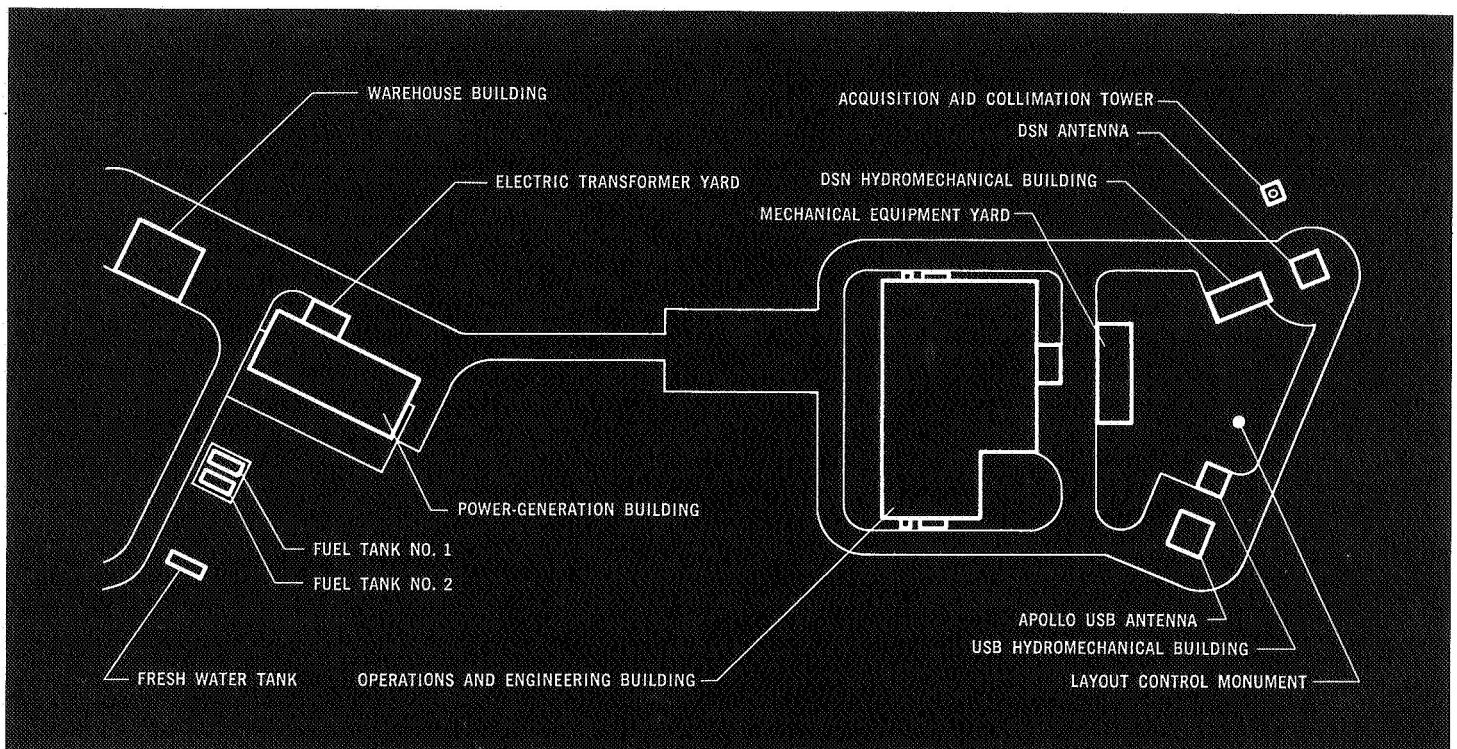 WAREHOUSE BUILDING
ACQUISITION AID COLLIMATION TOWER
DSN ANTENNA
ELECTRIC TRANSFORMER YARD
DSN HYDROMECHANICAL BUILDING
MECHANICAL EQUIPMENT YARD
POWER-GENERATION BUILDING
FUEL TANK NO. 1
FUEL TANK NO. 2
APOLLO USB ANTENNA
USB HYDROMECHANICAL BUILDING
FRESH WATER TANK
OPERATIONS AND ENGINEERING BUILDING
LAYOUT CONTROL MONUMENT